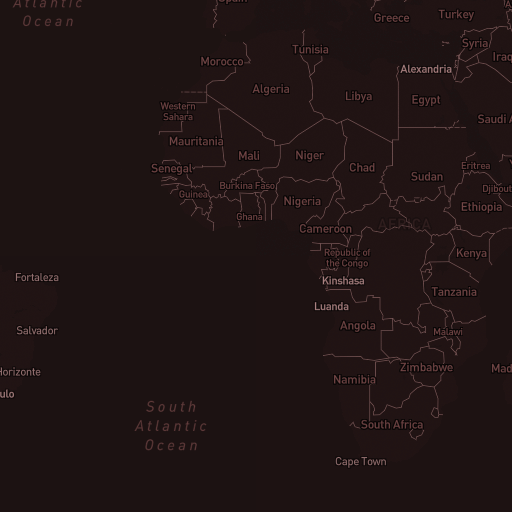 Atlantic
Ocean
Spain
Greece
Turkey
Syria
Iraq
Morocco
Tunisia
Alexandria
Algeria
Libya
Egypt
Saudi A
Western
Sahara
Mauritania
Mali
Niger
Chad
Sudan
Eritrea
Senegal
Burkina Faso
Guinea
Nigeria
Djibout
Ethiopia
Ghana
Cameroon
AFRICA
Republic of
the Congo
Kenya
Fortaleza
Kinshasa
Tanzania
Luanda
Salvador
Angola
Malawi
Horizonte
Zimbabwe
Mad
Namibia
ulo
South
Atlantic
Ocean
South Africa
Cape Town